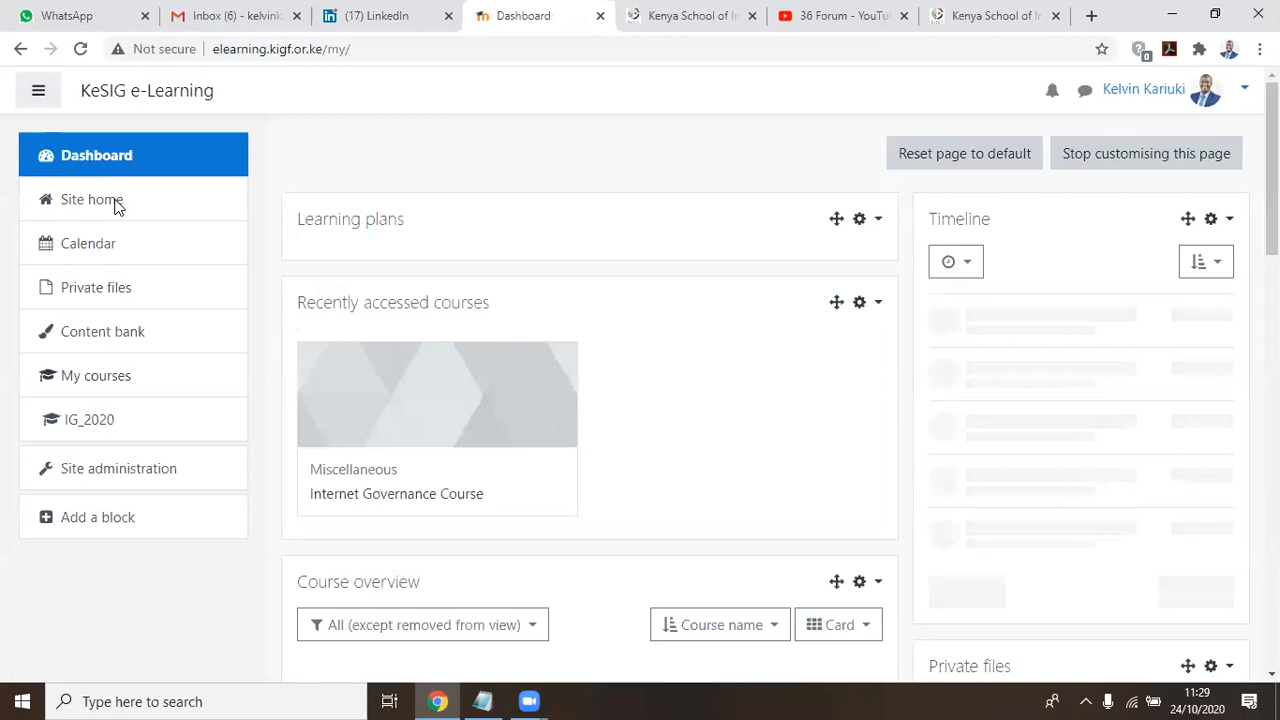 WhatsApp
Inbox (6) - kelvink
(17) LinkedIn
Dashboard
Kenya School of In
36 Forum - YouTu
Kenya School of Ir
Not secure
elearning.kigf.or.ke/my/
0
KeSIG e-Learning
Kelvin Kariuki
Dashboard
Site home
Calendar
Private files
Content bank
My courses
IG_2020
Site administration
Add a block
Reset page to default
Stop customising this page
Learning plans
Recently accessed courses
Miscellaneous
Internet Governance Course
Course overview
All (except removed from view)
Course name
Card
Timeline
Private files
Type here to search
11:29
24/10/2020